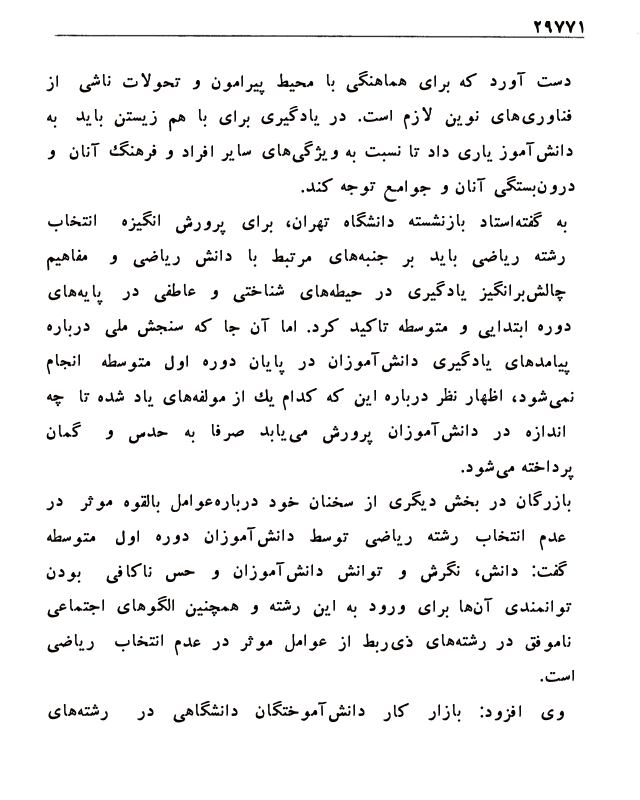 ۲۹۷۷۱
دست آورد که برای هماهنگی با محیط پیرامون و تحولات ناشی از
فناوری‌های نوین لازم است. در یادگیری برای با هم زیستن باید به
دانش‌آموز یاری داد تا نسبت به ویژگی‌های سایر افراد و فرهنگ آنان و
درون‌بستگی آنان و جوامع توجه کند.
به گفته‌استاد بازنشسته دانشگاه تهران، برای پرورش انگیزه انتخاب
رشته ریاضی باید بر جنبه‌های مرتبط با دانش ریاضی و مفاهیم
چالش‌برانگیز یادگیری در حیطه‌های شناختی و عاطفی در پایه‌های
دوره ابتدایی و متوسطه تاکید کرد. اما آن جا که سنجش ملی درباره
پیامدهای یادگیری دانش‌آموزان در پایان دوره اول متوسطه انجام
نمی‌شود، اظهار نظر درباره این که کدام یك از مولفه‌های یاد شده تا چه
اندازه در دانش‌آموزان پرورش می‌یابد صرفا به حدس و گمان
پرداخته می‌شود.
بازرگان در بخش دیگری از سخنان خود درباره‌عوامل بالقوه موثر در
عدم انتخاب رشته ریاضی توسط دانش‌آموزان دوره اول متوسطه
گفت: دانش، نگرش و توانش دانش‌آموزان و حس ناکافی بودن
توانمندی آن‌ها برای ورود به این رشته و همچنین الگوهای اجتماعی
ناموفق در رشته‌های ذی‌ربط از عوامل موثر در عدم انتخاب ریاضی
است.
وی افزود: بازار کار دانش‌آموختگان دانشگاهی در رشته‌های